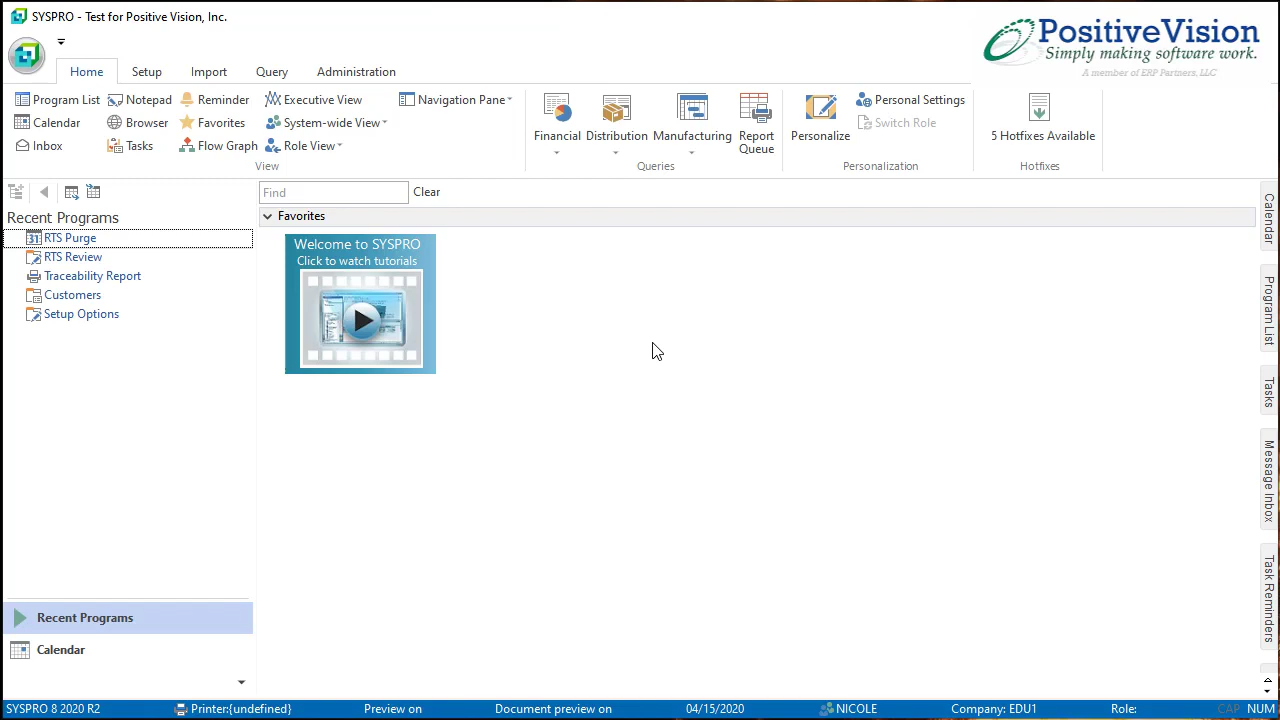 SYSPRO - Test for Positive Vision, Inc.
PositiveVision
Simply making software work.
A member of ERP Partners, LLC
Home Setup Import Query Administration
Program List Notepad Reminder Executive View Navigation Pane
Calendar Browser Favorites System-wide View
Inbox Tasks Flow Graph Role View
View
Financial Distribution Manufacturing Report Queue
Queries
Personalize Personal Settings
Switch Role
Personalization
5 Hotfixes Available
Hotfixes
Find Clear
Recent Programs
Favorites
RTS Purge
RTS Review
Traceability Report
Customers
Setup Options
Welcome to SYSPRO
Click to watch tutorials
Calendar
Program List
Tasks
Message Inbox
Task Reminders
Recent Programs
Calendar
SYSPRO 8 2020 R2 Printer:{undefined} Preview on Document preview on 04/15/2020 NICOLE Company: EDU1 Role: CAP NUM